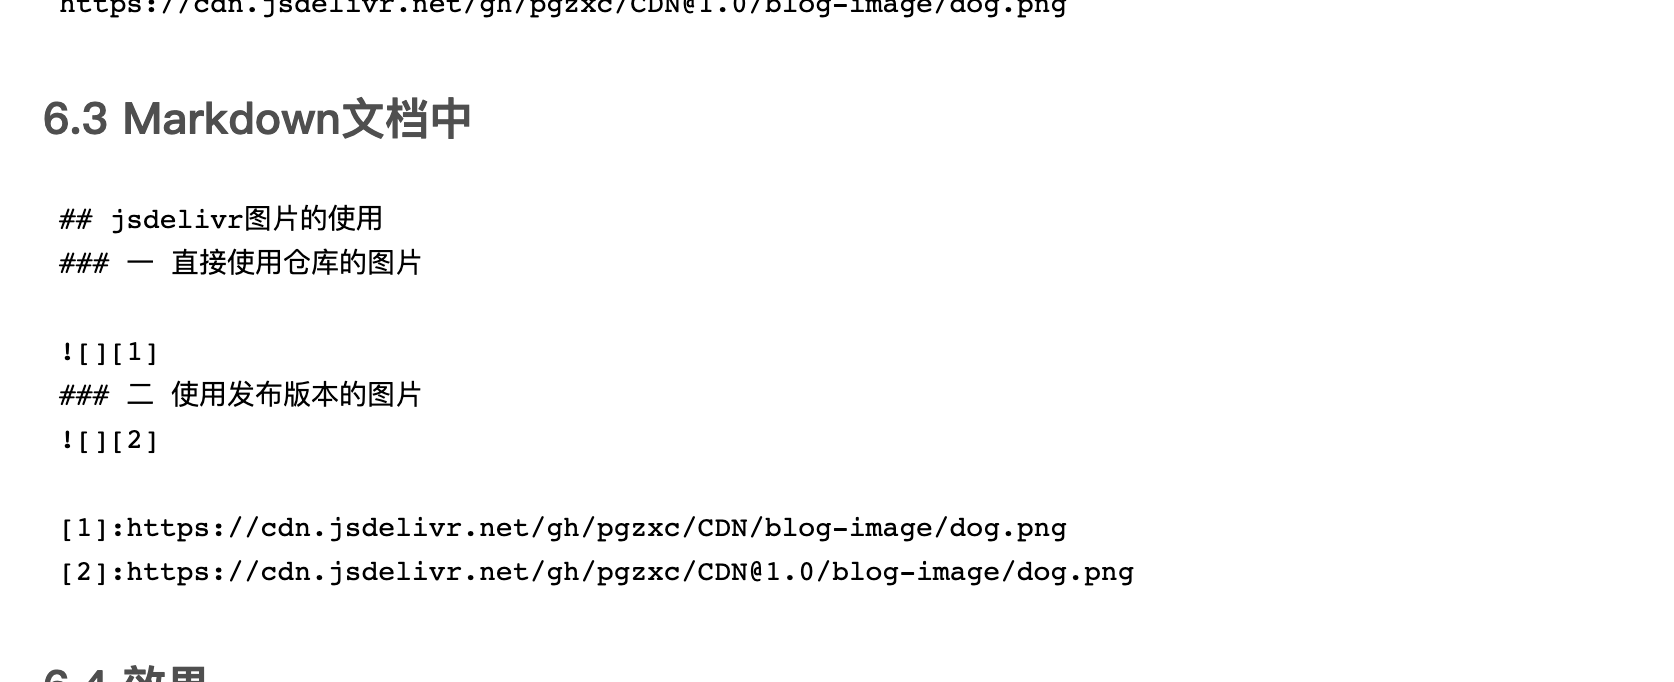 https://cdn.jsdelivr.net/gh/pgzxc/CDN@1.0/blog-image/dog.png
6.3 Markdown文档中
## jsdelivr图片的使用
### 一 直接使用仓库的图片
![][1]
### 二 使用发布版本的图片
![][2]
[1]:https://cdn.jsdelivr.net/gh/pgzxc/CDN/blog-image/dog.png
[2]:https://cdn.jsdelivr.net/gh/pgzxc/CDN@1.0/blog-image/dog.png
6.4 效果